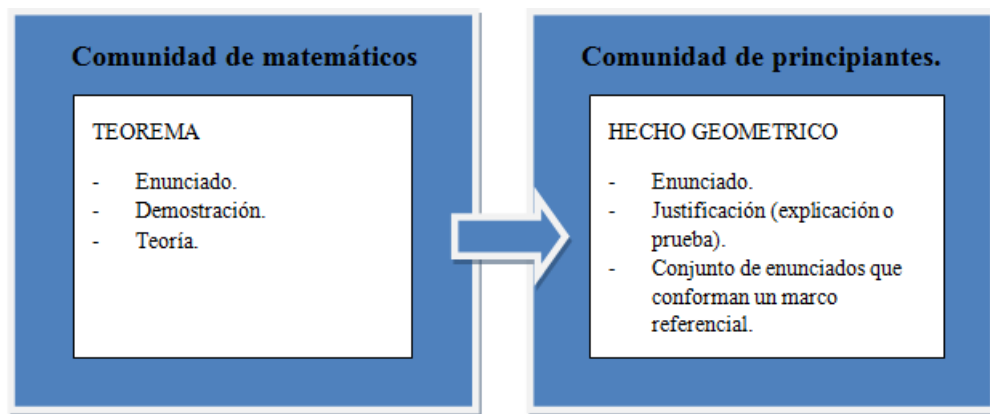 Comunidad de matemáticos
TEOREMA
- Enunciado.
- Demostración.
- Teoría.
Comunidad de principiantes.
HECHO GEOMETRICO
- Enunciado.
- Justificación (explicación o
prueba).
- Conjunto de enunciados que
conforman un marco
referencial.